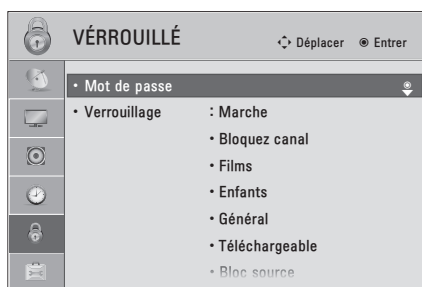 VÉRROUILLÉ Déplacer Entrer
• Mot de passe
• Verrouillage : Marche
• Bloquez canal
• Films
• Enfants
• Général
• Téléchargeable
• Bloc source